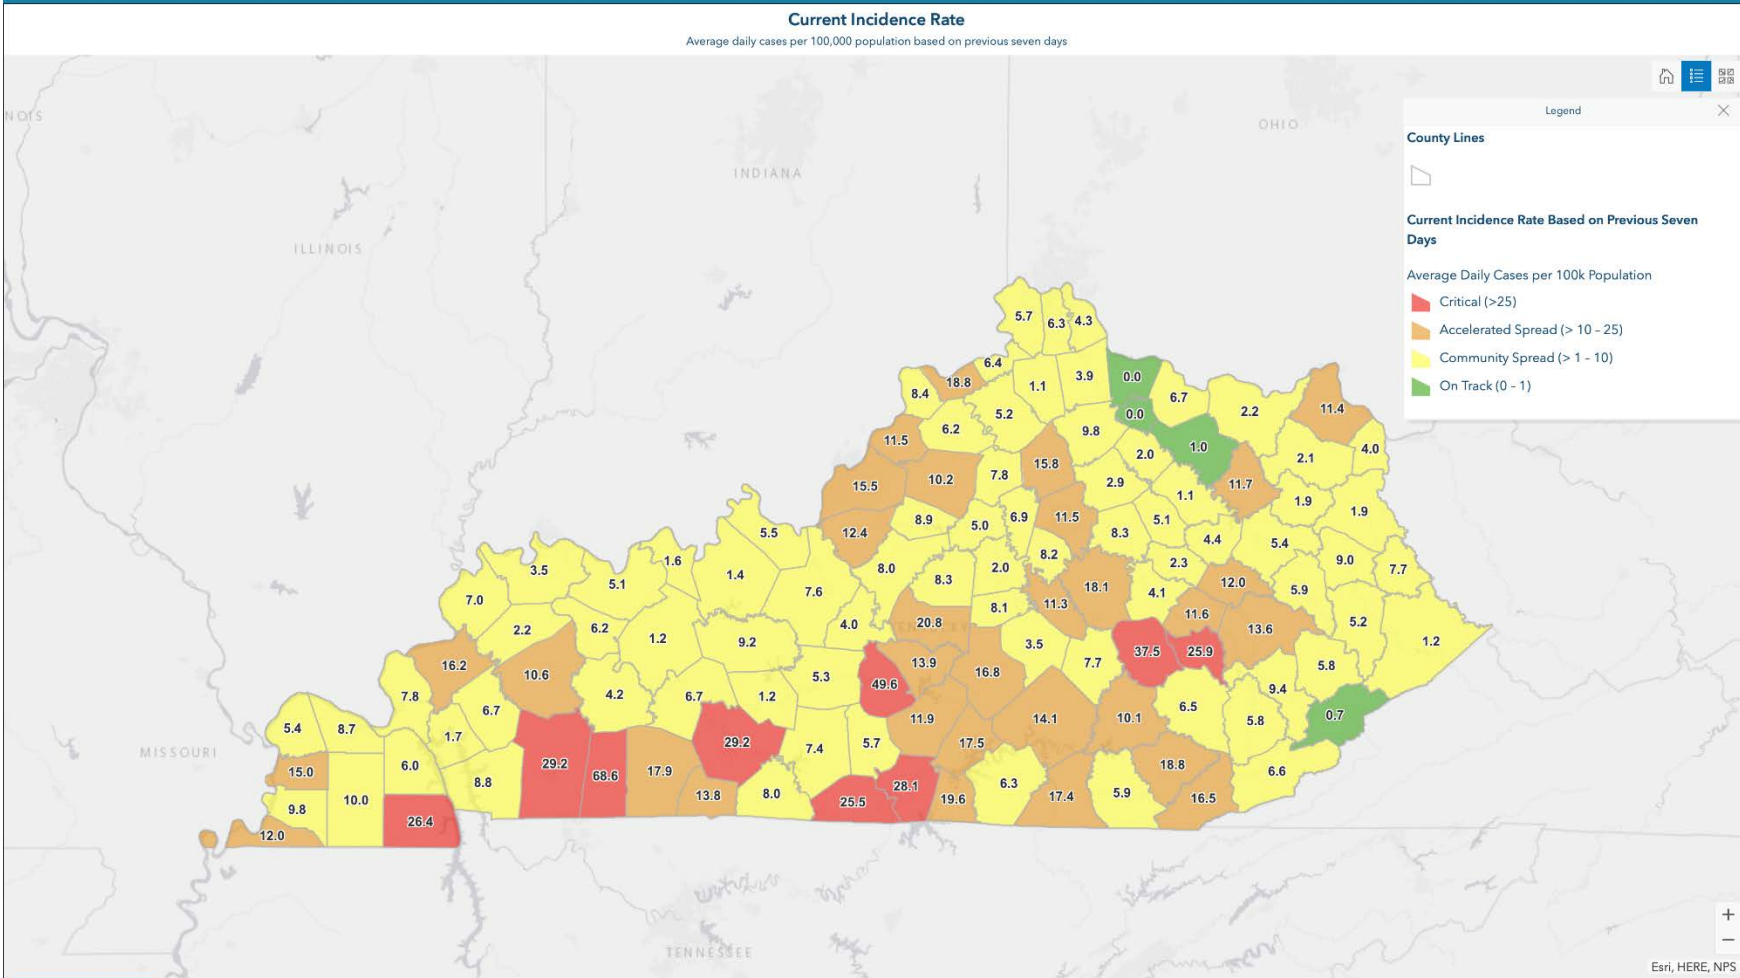 Current Incidence Rate
Average daily cases per 100,000 population based on previous seven days
NOIS
OHIO
INDIANA
ILLINOIS
MISSOURI
TENNESSEE
Legend
County Lines
Current Incidence Rate Based on Previous Seven
Days
Average Daily Cases per 100k Population
Critical (>25)
Accelerated Spread (> 10 - 25)
Community Spread (> 1 - 10)
On Track (0 - 1)
5.7 6.3 4.3
6.4
18.8 1.1 3.9 0.0
8.4 6.7
5.2 0.0 2.2 11.4
11.5 6.2 9.8
2.0 1.0 4.0
15.5 10.2 7.8 15.8 2.1
2.9 1.1 11.7
1.9 1.9
12.4 8.9 5.0 6.9 11.5 5.1
5.5 8.3 4.4 5.4
8.2
3.5 5.1 1.6 1.4 8.0 8.3 2.0 2.3 9.0 7.7
7.0 7.6 18.1 4.1 12.0 5.9
8.1 11.3 11.6
2.2 6.2 1.2 9.2 4.0 20.8 13.6 5.2 1.2
3.5
16.2 10.6 5.3 13.9 16.8 7.7 37.5 25.9 5.8
7.8 6.7 4.2 6.7 1.2 49.6 9.4
5.4 8.7 1.7 29.2 7.4 5.7 11.9 17.5 14.1 10.1 6.5 5.8 0.7
15.0 6.0 8.8 29.2 68.6 17.9 18.8 6.6
9.8 10.0 13.8 8.0 25.5 28.1 19.6 6.3 17.4 5.9 16.5
12.0 26.4
+
−
Esri, HERE, NPS